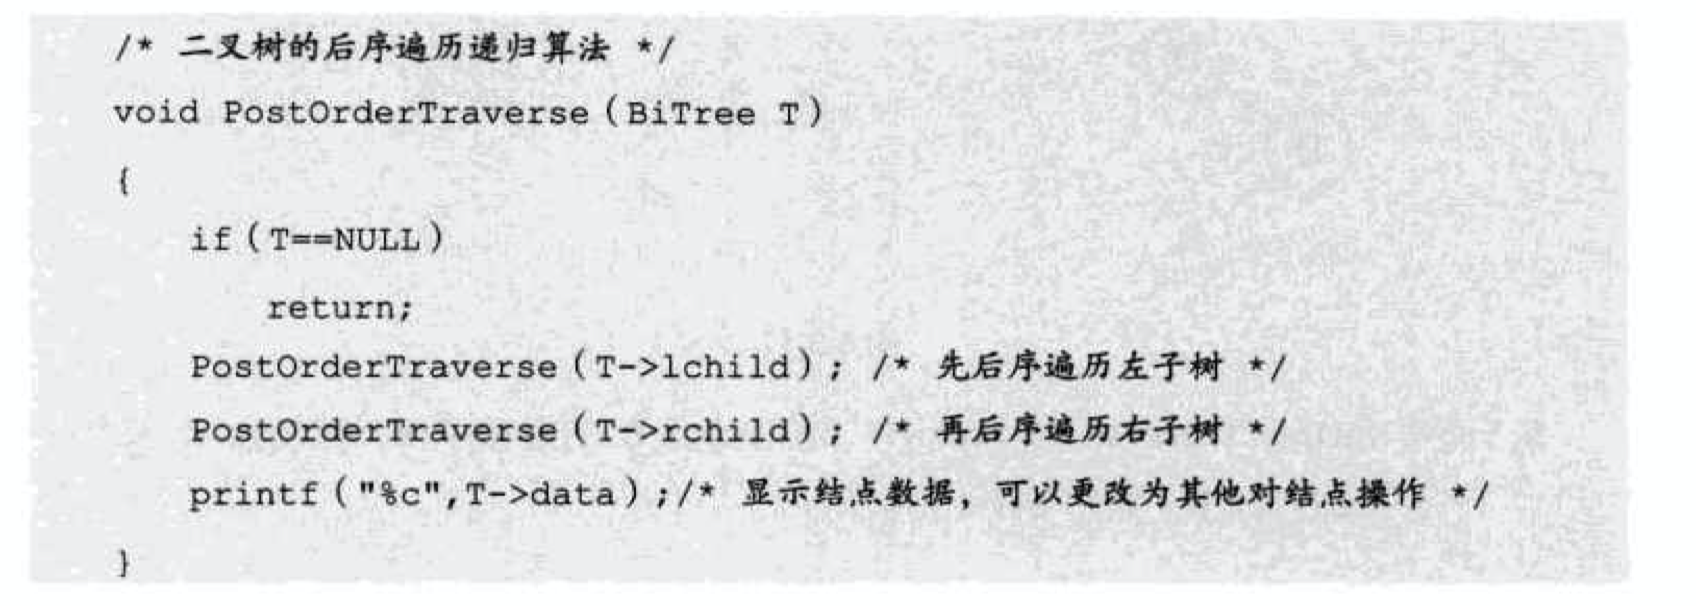 /* 二叉树的后序遍历递归算法 */
void PostOrderTraverse(BiTree T)
{
if(T==NULL)
return;
PostOrderTraverse(T->lchild); /* 先后序遍历左子树 */
PostOrderTraverse(T->rchild); /* 再后序遍历右子树 */
printf("%c",T->data);/* 显示结点数据，可以更改为其他对结点操作 */
}